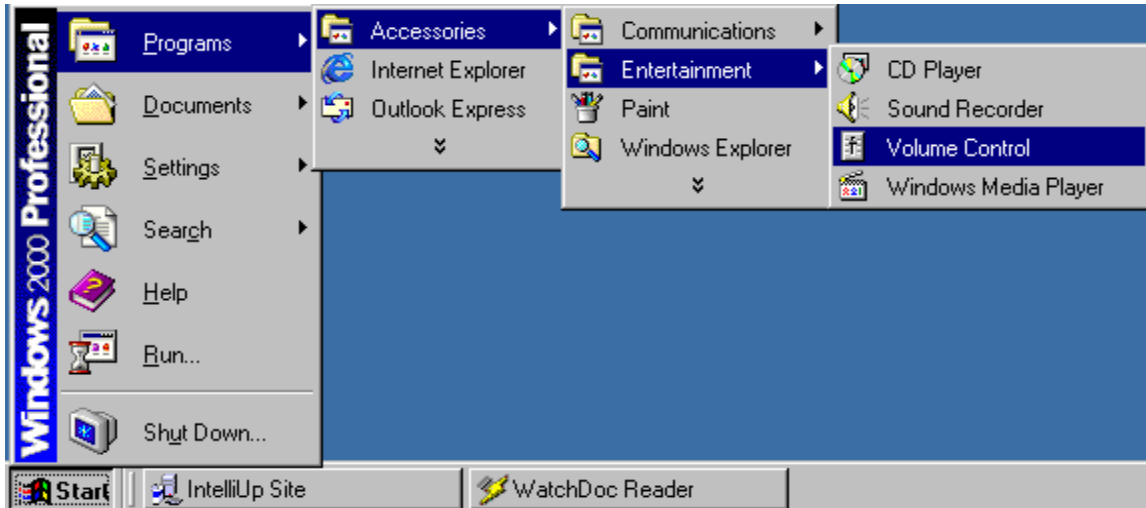 Windows 2000 Professional
Programs
Documents
Settings
Search
Help
Run...
Shut Down...
Accessories
Internet Explorer
Outlook Express
Communications
Entertainment
Paint
Windows Explorer
CD Player
Sound Recorder
Volume Control
Windows Media Player
Start
IntelliUp Site
WatchDoc Reader